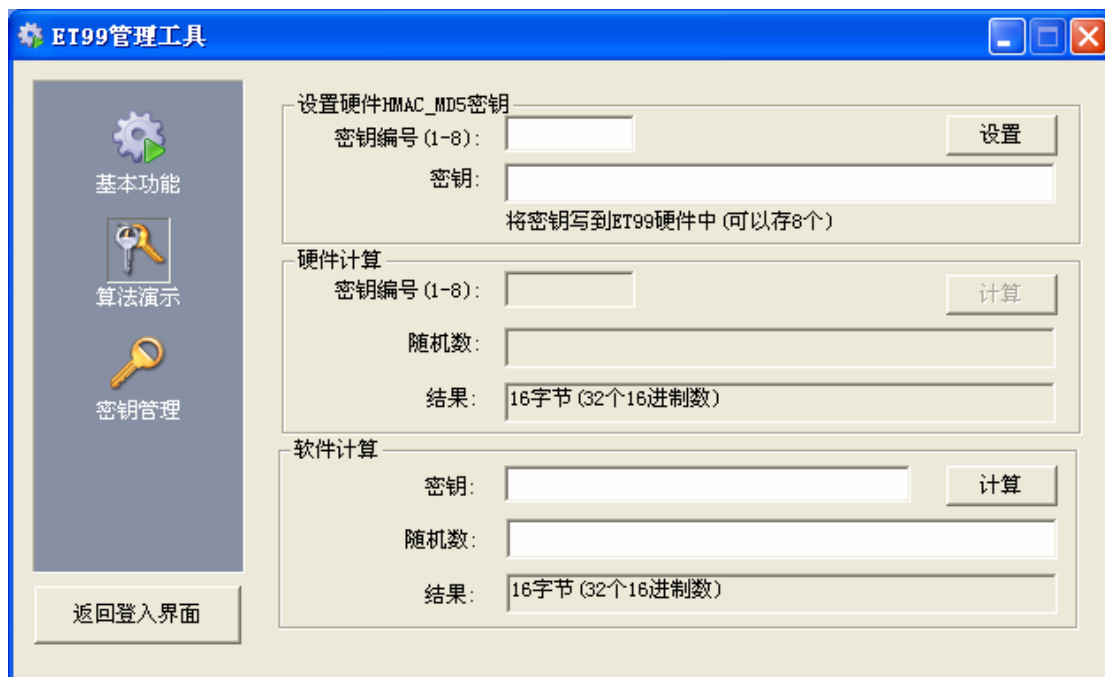 ET99管理工具
基本功能
算法演示
密钥管理
返回登入界面
设置硬件HMAC_MD5密钥
密钥编号(1-8):
设置
密钥:
将密钥写到ET99硬件中(可以存8个)
硬件计算
密钥编号(1-8):
计算
随机数:
结果: 16字节(32个16进制数)
软件计算
密钥:
计算
随机数:
结果: 16字节(32个16进制数)